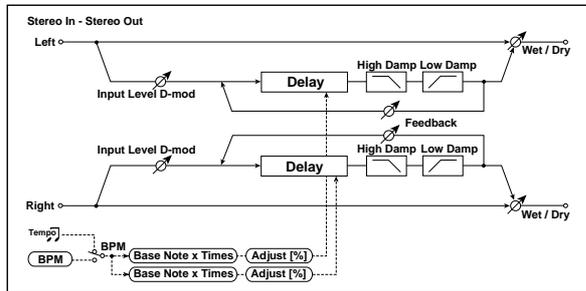 Stereo In - Stereo Out
Left
Wet / Dry
High Damp Low Damp
Delay
Input Level D-mod
Feedback
Input Level D-mod
High Damp Low Damp
Delay
Right
Wet / Dry
Tempo
BPM
BPM
Base Note x Times
Adjust [%]
Base Note x Times
Adjust [%]